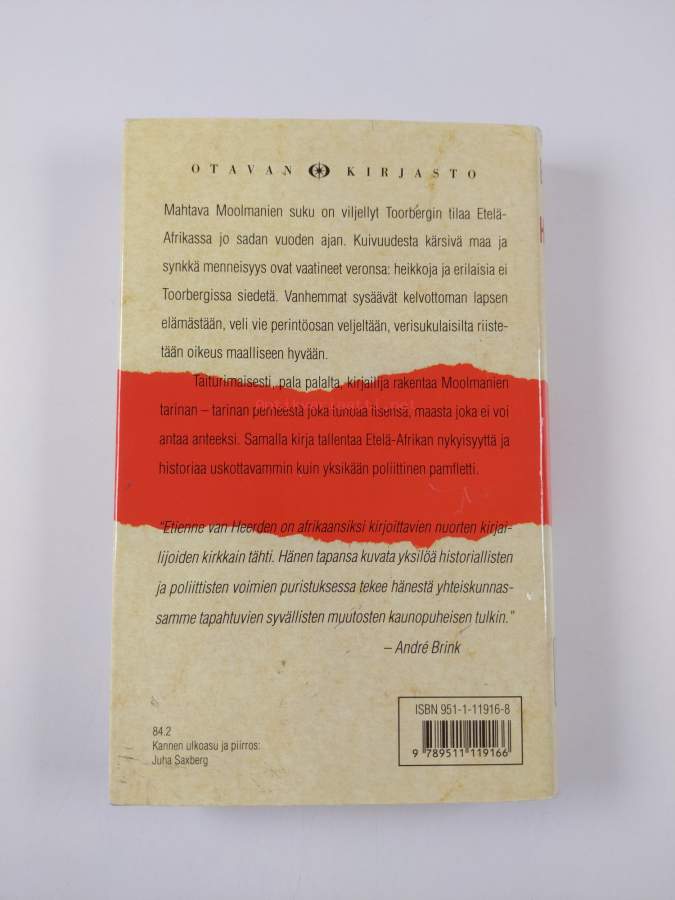 OTAVAN KIRJASTO
Mahtava Moolmanien suku on viljellyt Toorbergin tilaa Etelä-
Afrikassa jo sadan vuoden ajan. Kuivuudesta kärsivä maa ja
synkkä menneisyys ovat vaatineet veronsa: heikkoja ja erilaisia ei
Toorbergissa siedetä. Vanhemmat sysäävät kelvottoman lapsen
elämästään, veli vie perintöosan veljeltään, verisukulaisilta riiste-
tään oikeus maalliseen hyvään.
Taiturimaisesti, pala palalta, kirjailija rakentaa Moolmanien
tarinan – tarinan perheestä joka tuhoaa itsensä, maasta joka ei voi
antaa anteeksi. Samalla kirja tallentaa Etelä-Afrikan nykyisyyttä ja
historiaa uskottavammin kuin yksikään poliittinen pamfletti.
"Etienne van Heerden on afrikaansiksi kirjoittavien nuorten kirjai-
lijoiden kirkkain tähti. Hänen tapansa kuvata yksilöä historiallisten
ja poliittisten voimien puristuksessa tekee hänestä yhteiskunnas-
samme tapahtuvien syvällisten muutosten kaunopuheisen tulkin."
– André Brink
ISBN 951-1-11916-8
9 789511 119166
84.2
Kannen ulkoasu ja piirros:
Juha Saxberg